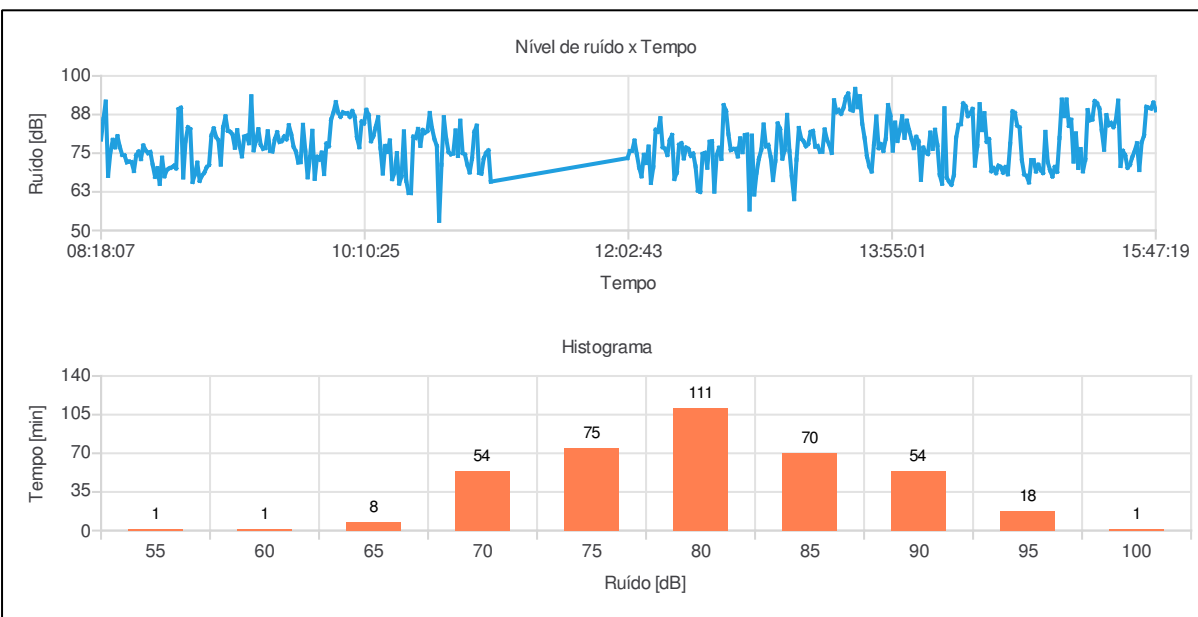 Nível de ruído x Tempo
Ruído [dB]
100
88
75
63
50
08:18:07 10:10:25 12:02:43 13:55:01 15:47:19
Tempo
Histograma
Tempo [min]
140
105
70
35
0
1 1 8 54 75 111 70 54 18 1
55 60 65 70 75 80 85 90 95 100
Ruído [dB]